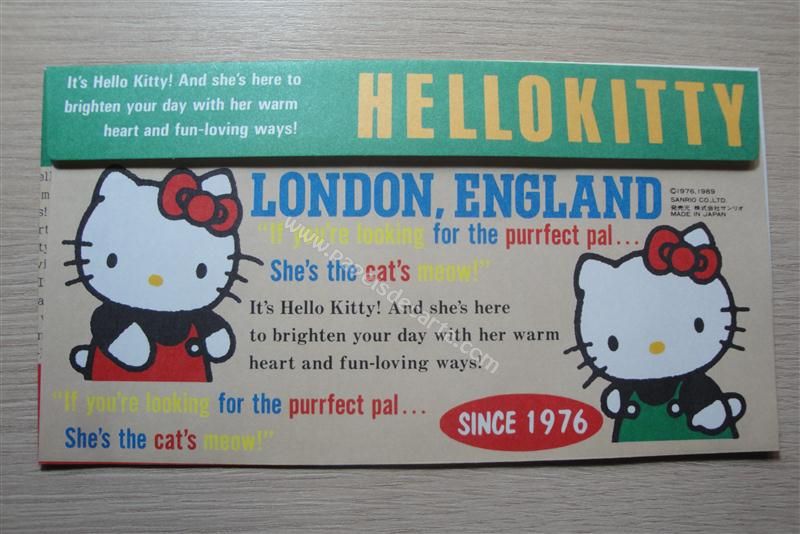 It's Hello Kitty! And she's here to
brighten your day with her warm
heart and fun-loving ways!
HELLOKITTY
LONDON, ENGLAND
©1976,1989
SANRIO CO.,LTD.
発売元 株式会社サンリオ
MADE IN JAPAN
"If you're looking for the purrfect pal...
She's the cat's meow!"
It's Hello Kitty! And she's here
to brighten your day with her warm
heart and fun-loving ways!
"If you're looking for the purrfect pal...
She's the cat's meow!"
SINCE 1976
www.papeisdecarta.com